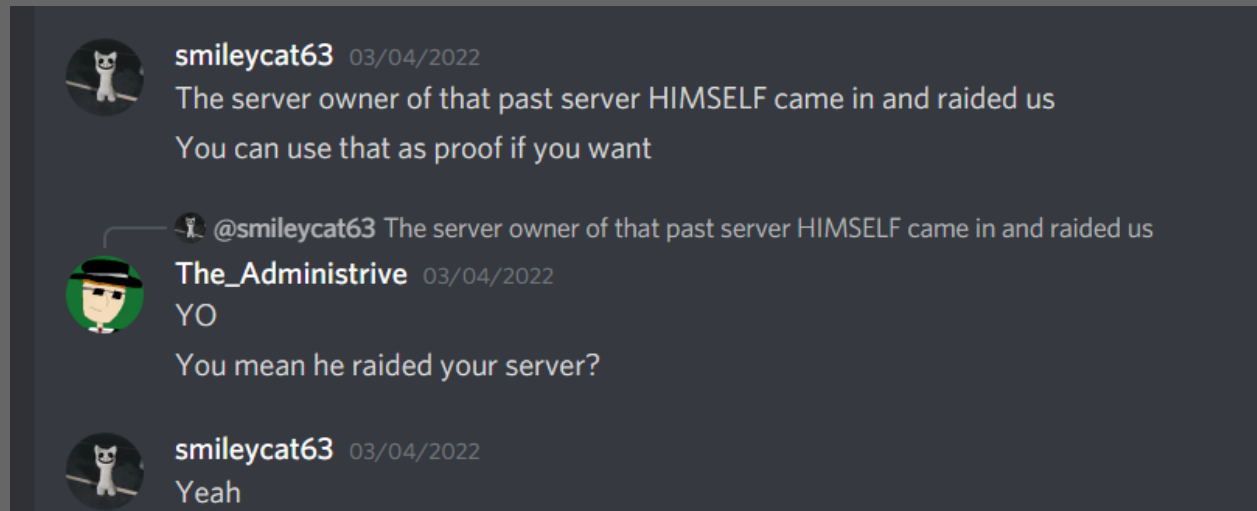 smileycat63 03/04/2022
The server owner of that past server HIMSELF came in and raided us
You can use that as proof if you want
@smileycat63 The server owner of that past server HIMSELF came in and raided us
The_Administrive 03/04/2022
YO
You mean he raided your server?
smileycat63 03/04/2022
Yeah